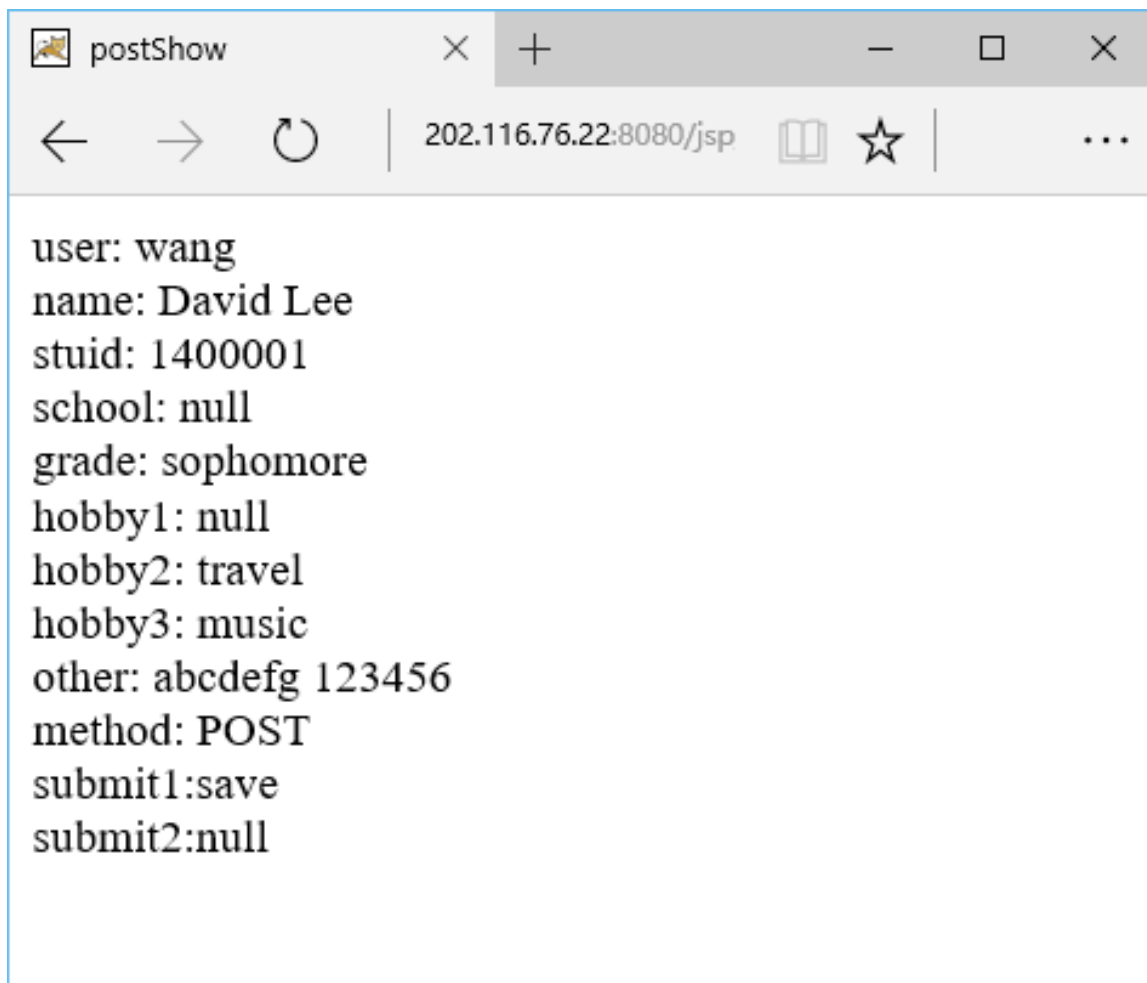 postShow
202.116.76.22:8080/jsp
user: wang
name: David Lee
stuid: 1400001
school: null
grade: sophomore
hobby1: null
hobby2: travel
hobby3: music
other: abcdefg 123456
method: POST
submit1:save
submit2:null